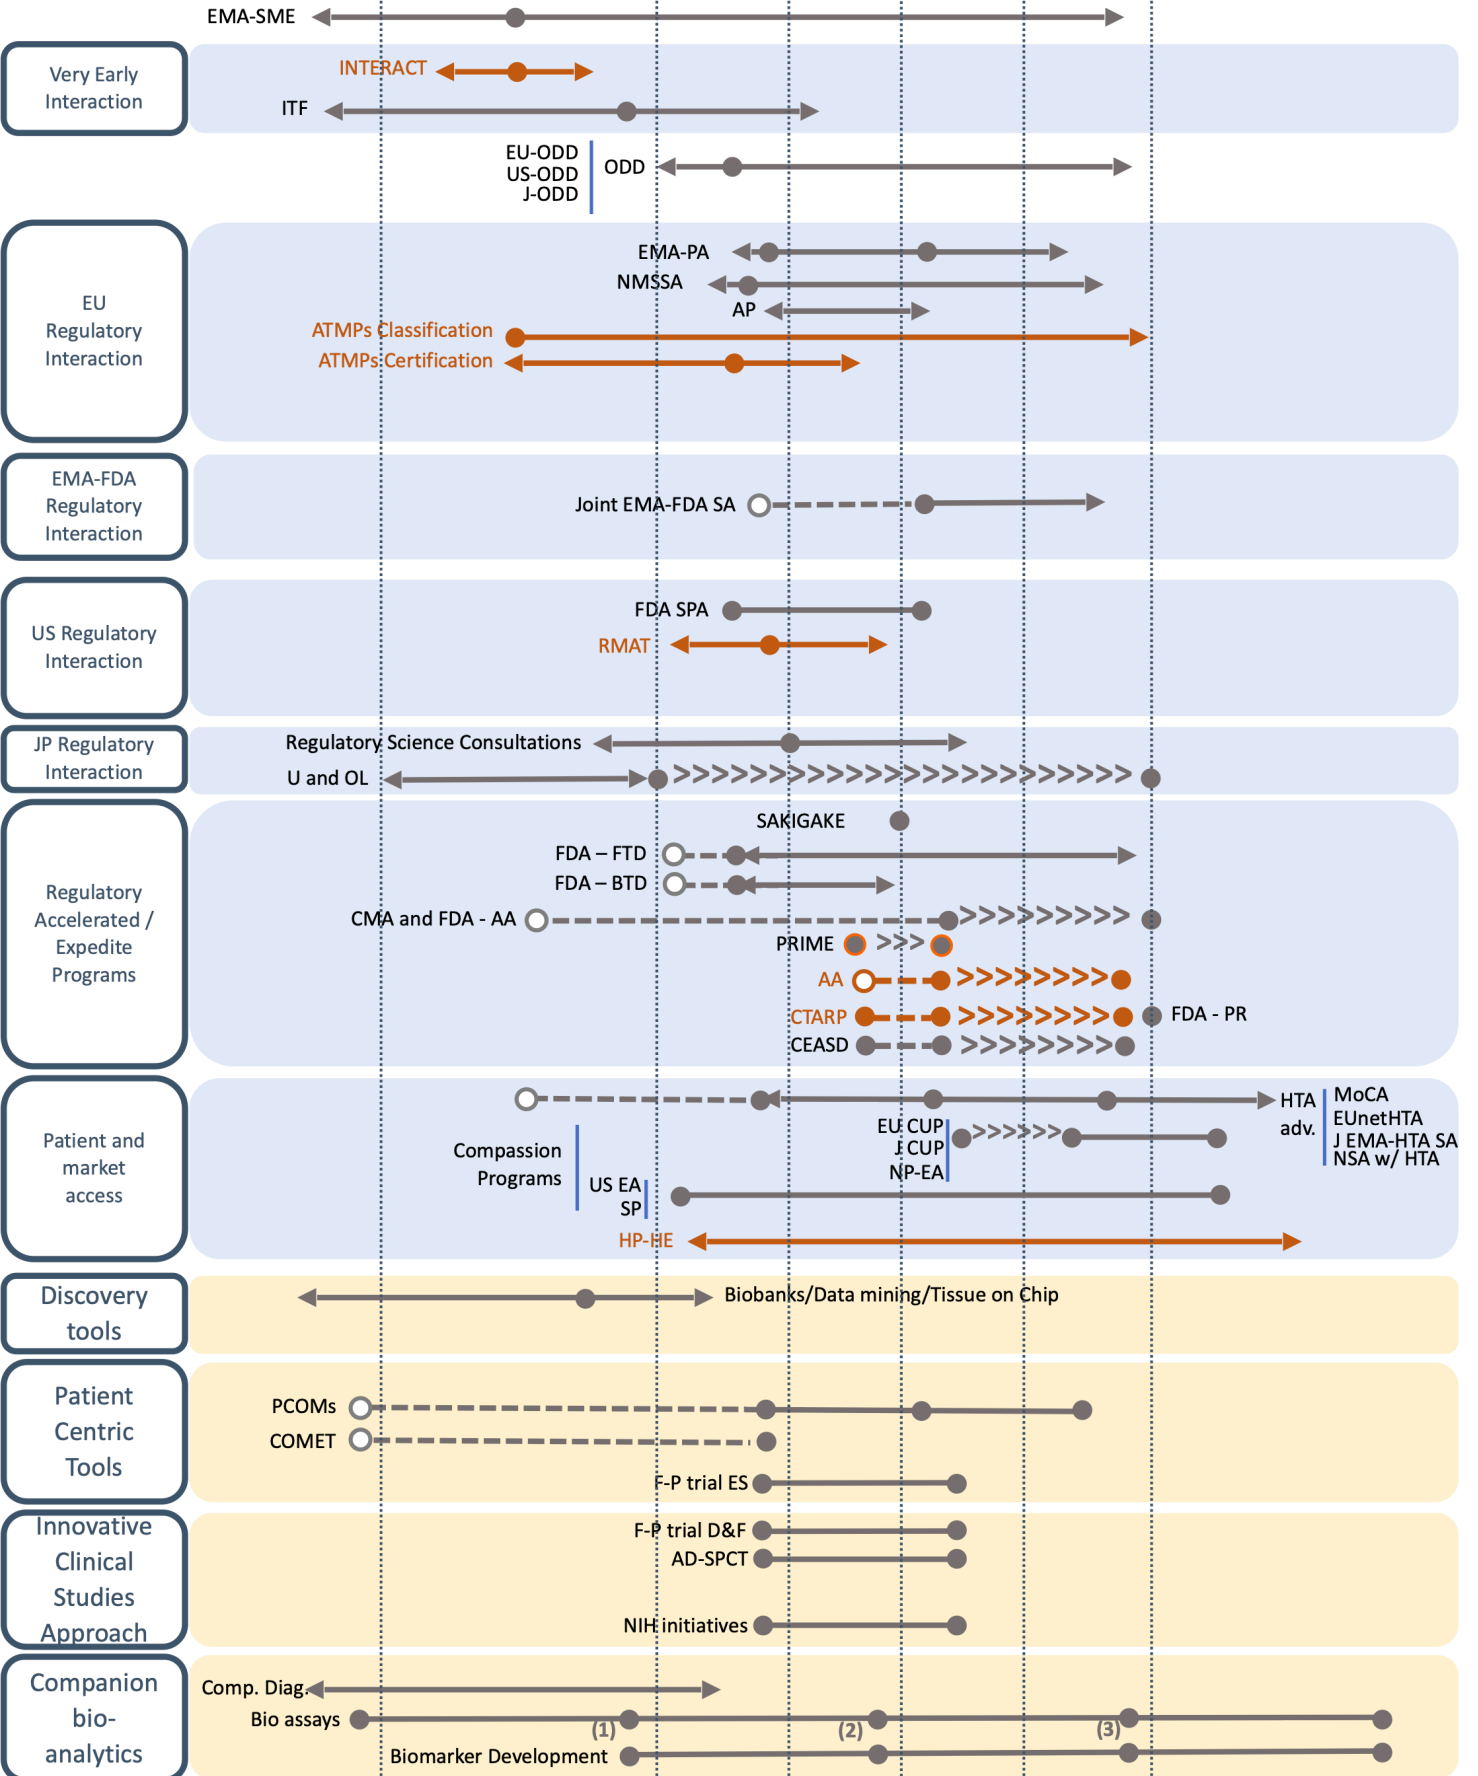 EMA-SME
Very Early
Interaction
INTERACT
ITF
EU-ODD
US-ODD
J-ODD
ODD
EU
Regulatory
Interaction
EMA-PA
NMSSA
AP
ATMPs Classification
ATMPs Certification
EMA-FDA
Regulatory
Interaction
Joint EMA-FDA SA
US Regulatory
Interaction
FDA SPA
RMAT
JP Regulatory
Interaction
Regulatory Science Consultations
U and OL
>>>>>>>>>>>>>>>>>>>>>>>>
Regulatory
Accelerated /
Expedite
Programs
SAKIGAKE
FDA – FTD
FDA – BTD
CMA and FDA - AA
>>>>>>>>>
PRIME
>>>
AA
>>>>>>>>
CTARP
>>>>>>>>
FDA - PR
CEASD
>>>>>>>>
Patient and
market
access
HTA
adv.
MoCA
EUnetHTA
J EMA-HTA SA
NSA w/ HTA
Compassion
Programs
EU CUP
J CUP
NP-EA
>>>>>>
US EA
SP
HP-HE
Discovery
tools
Biobanks/Data mining/Tissue on Chip
Patient
Centric
Tools
PCOMs
COMET
F-P trial ES
Innovative
Clinical
Studies
Approach
F-P trial D&F
AD-SPCT
NIH initiatives
Companion
bio-
analytics
Comp. Diag.
Bio assays
(1)
(2)
(3)
Biomarker Development